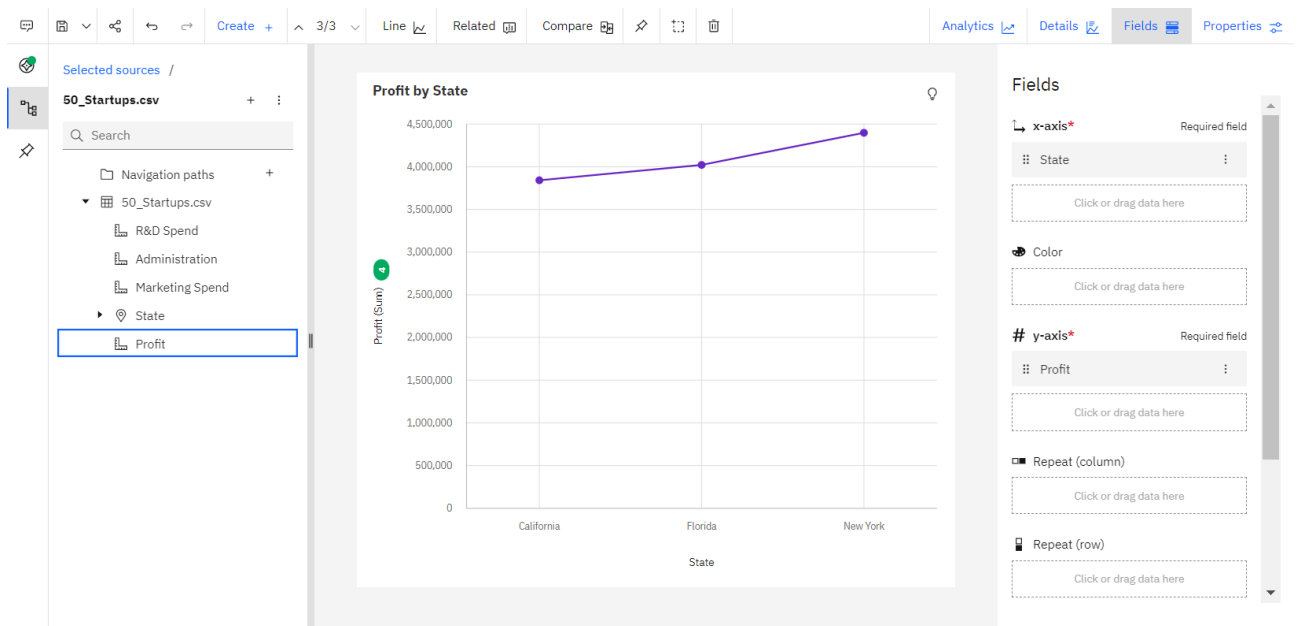 Create +
3/3
Line
Related
Compare
Analytics
Details
Fields
Properties
Selected sources /
50_Startups.csv
Search
Navigation paths
50_Startups.csv
R&D Spend
Administration
Marketing Spend
State
Profit
Profit by State
4,500,000
4,000,000
3,500,000
3,000,000
2,500,000
2,000,000
1,500,000
1,000,000
500,000
0
4
Profit (Sum)
California
Florida
New York
State
Fields
x-axis* Required field
State
Click or drag data here
Color
Click or drag data here
# y-axis* Required field
Profit
Click or drag data here
Repeat (column)
Click or drag data here
Repeat (row)
Click or drag data here